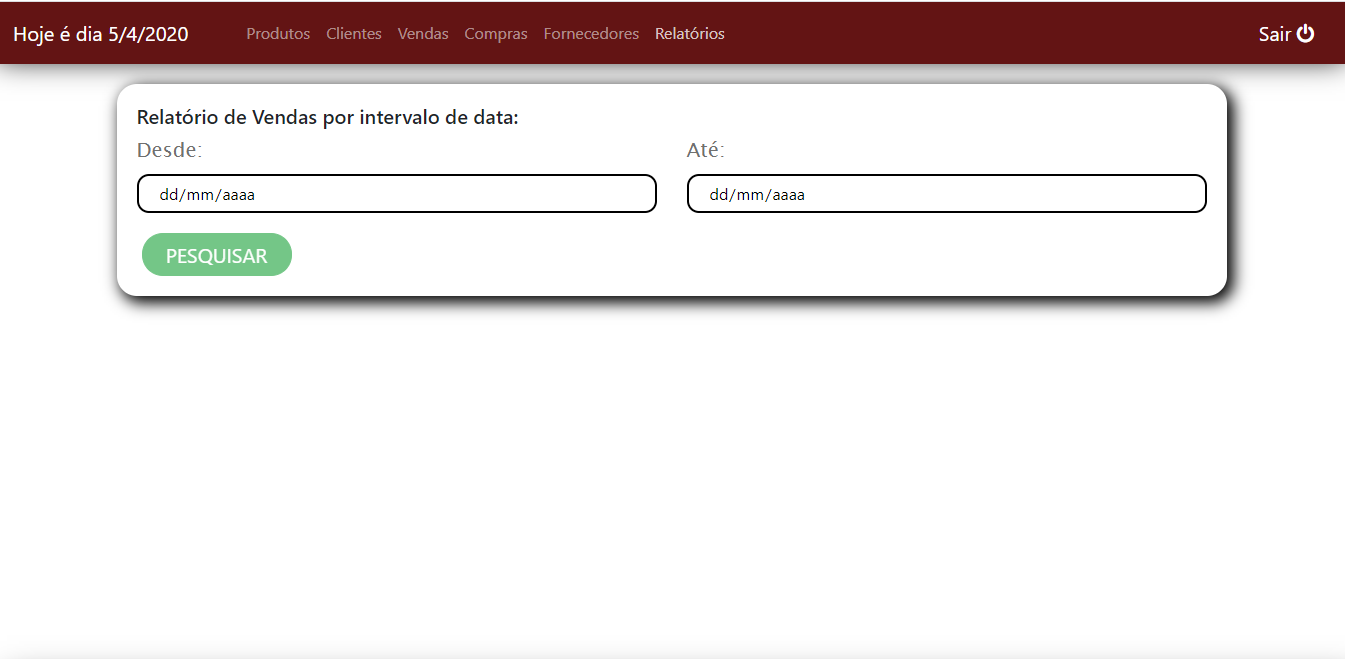 Hoje é dia 5/4/2020 Produtos Clientes Vendas Compras Fornecedores Relatórios Sair
Relatório de Vendas por intervalo de data:
Desde: Até:
dd/mm/aaaa dd/mm/aaaa
PESQUISAR